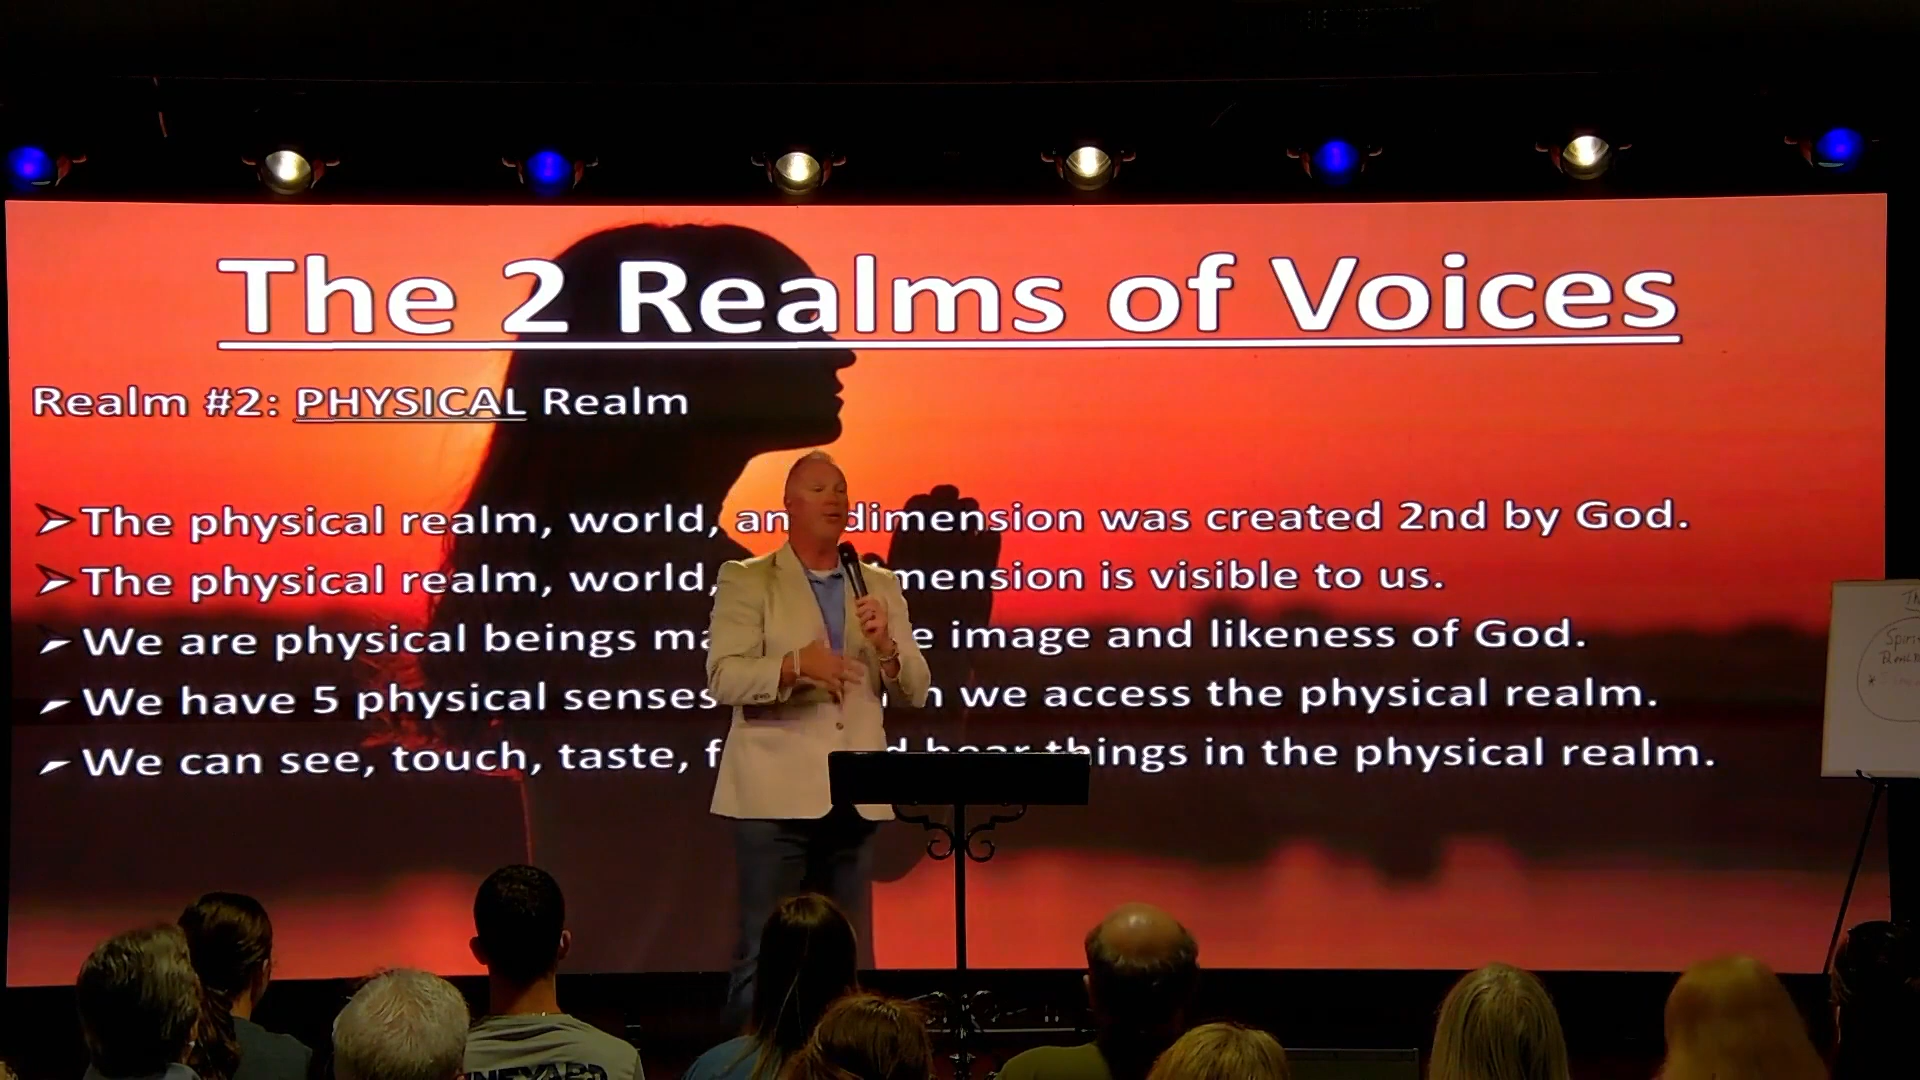 The 2 Realms of Voices
Realm #2: PHYSICAL Realm
➢The physical realm, world, an dimension was created 2nd by God.
➢The physical realm, world, mension is visible to us.
➢We are physical beings ma e image and likeness of God.
➢We have 5 physical senses we access the physical realm.
➢We can see, touch, taste, f d hear things in the physical realm.